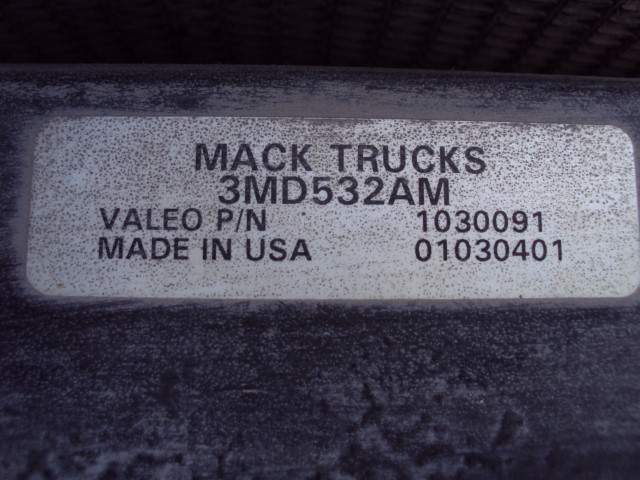 MACK TRUCKS
3MD532AM
VALEO P/N 1030091
MADE IN USA 01030401